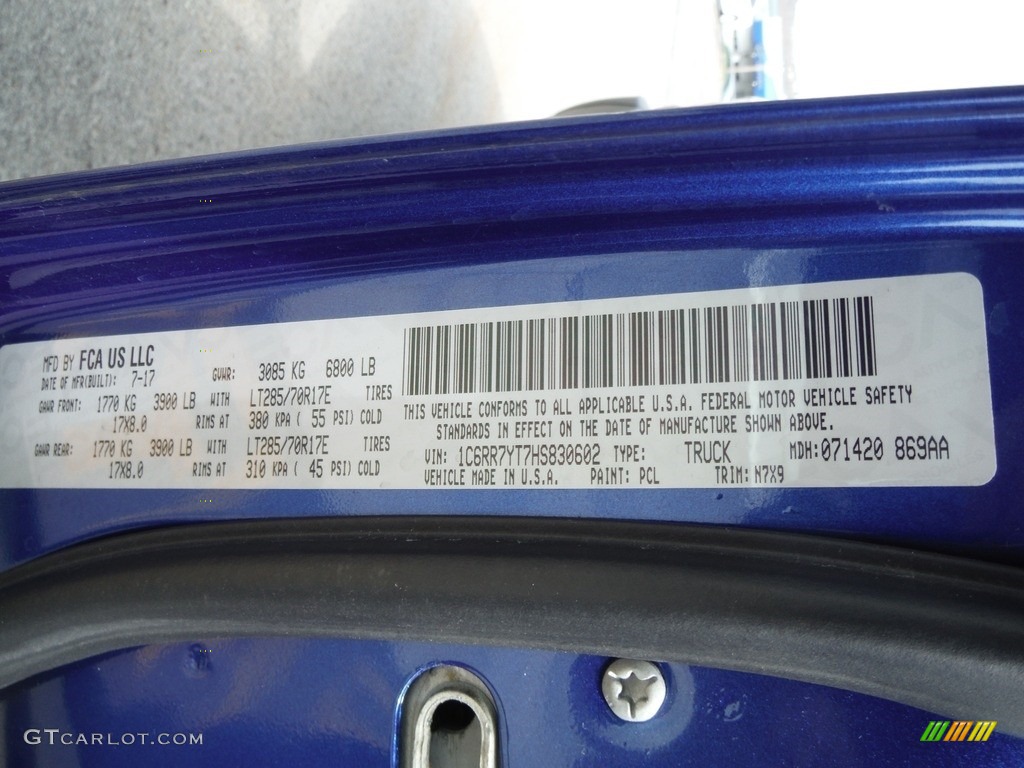 MFD BY FCA US LLC
DATE OF MFR(BUILT): 7-17 GVWR: 3085 KG 6800 LB
GAWR FRONT: 1770 KG 3900 LB WITH LT285/70R17E TIRES
17X8.0 RIMS AT 380 KPA ( 55 PSI) COLD
GAWR REAR: 1770 KG 3900 LB WITH LT285/70R17E TIRES
17X8.0 RIMS AT 310 KPA ( 45 PSI) COLD
THIS VEHICLE CONFORMS TO ALL APPLICABLE U.S.A. FEDERAL MOTOR VEHICLE SAFETY
STANDARDS IN EFFECT ON THE DATE OF MANUFACTURE SHOWN ABOVE.
VIN: 1C6RR7YT7HS830602 TYPE: TRUCK MDH: 071420 869AA
VEHICLE MADE IN U.S.A. PAINT: PCL TRIM: N7X9
GTCARLOT.COM